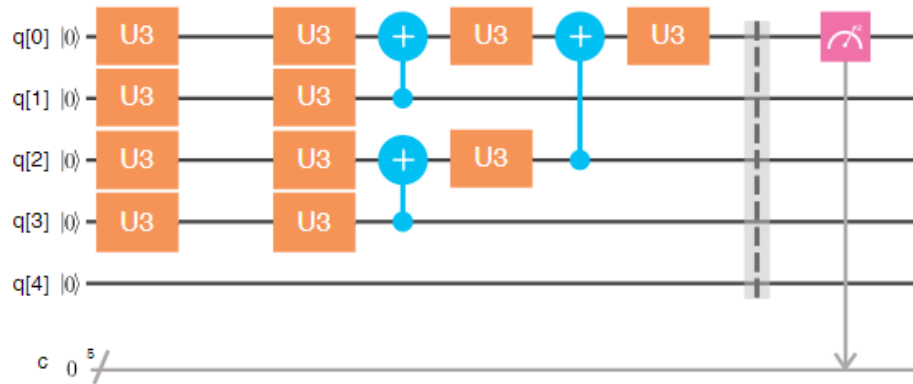 q[0] |0⟩ U3 U3 + U3 + U3
q[1] |0⟩ U3 U3
q[2] |0⟩ U3 U3 + U3
q[3] |0⟩ U3 U3
q[4] |0⟩
c 0 5